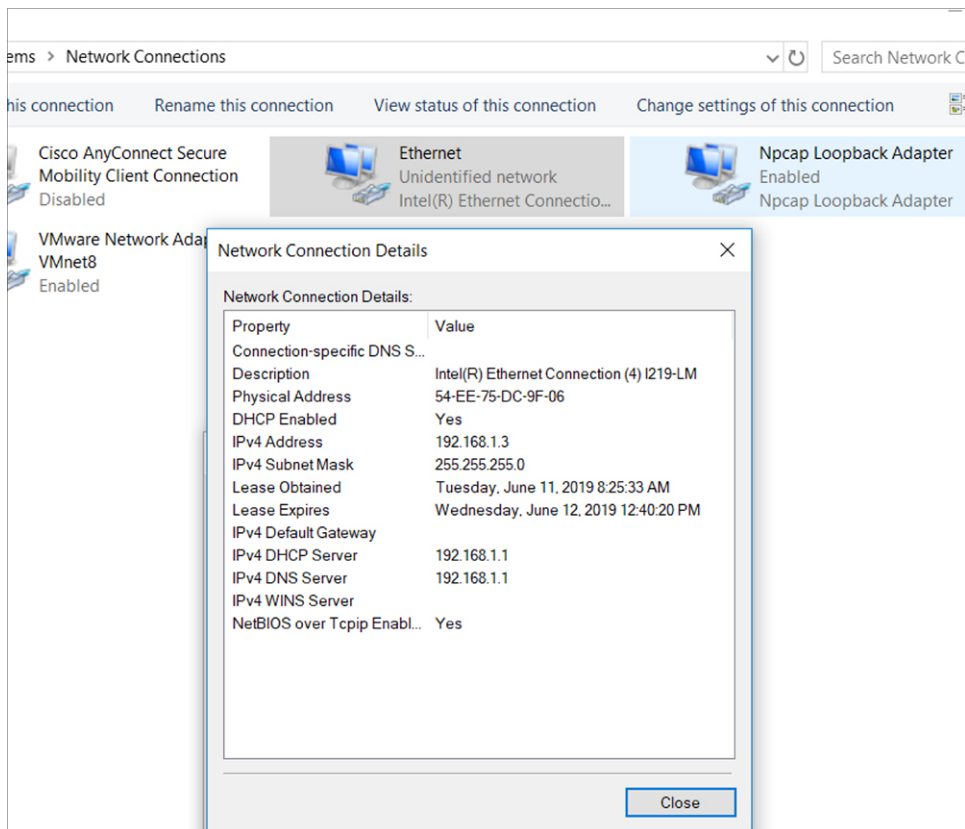 ems > Network Connections
Search Network C
his connection Rename this connection View status of this connection Change settings of this connection
Cisco AnyConnect Secure
Mobility Client Connection
Disabled
Ethernet
Unidentified network
Intel(R) Ethernet Connectio...
Npcap Loopback Adapter
Enabled
Npcap Loopback Adapter
VMware Network Adap
VMnet8
Enabled
Network Connection Details
Network Connection Details:
Property Value
Connection-specific DNS S...
Description Intel(R) Ethernet Connection (4) I219-LM
Physical Address 54-EE-75-DC-9F-06
DHCP Enabled Yes
IPv4 Address 192.168.1.3
IPv4 Subnet Mask 255.255.255.0
Lease Obtained Tuesday, June 11, 2019 8:25:33 AM
Lease Expires Wednesday, June 12, 2019 12:40:20 PM
IPv4 Default Gateway
IPv4 DHCP Server 192.168.1.1
IPv4 DNS Server 192.168.1.1
IPv4 WINS Server
NetBIOS over Tcpip Enabl... Yes
Close